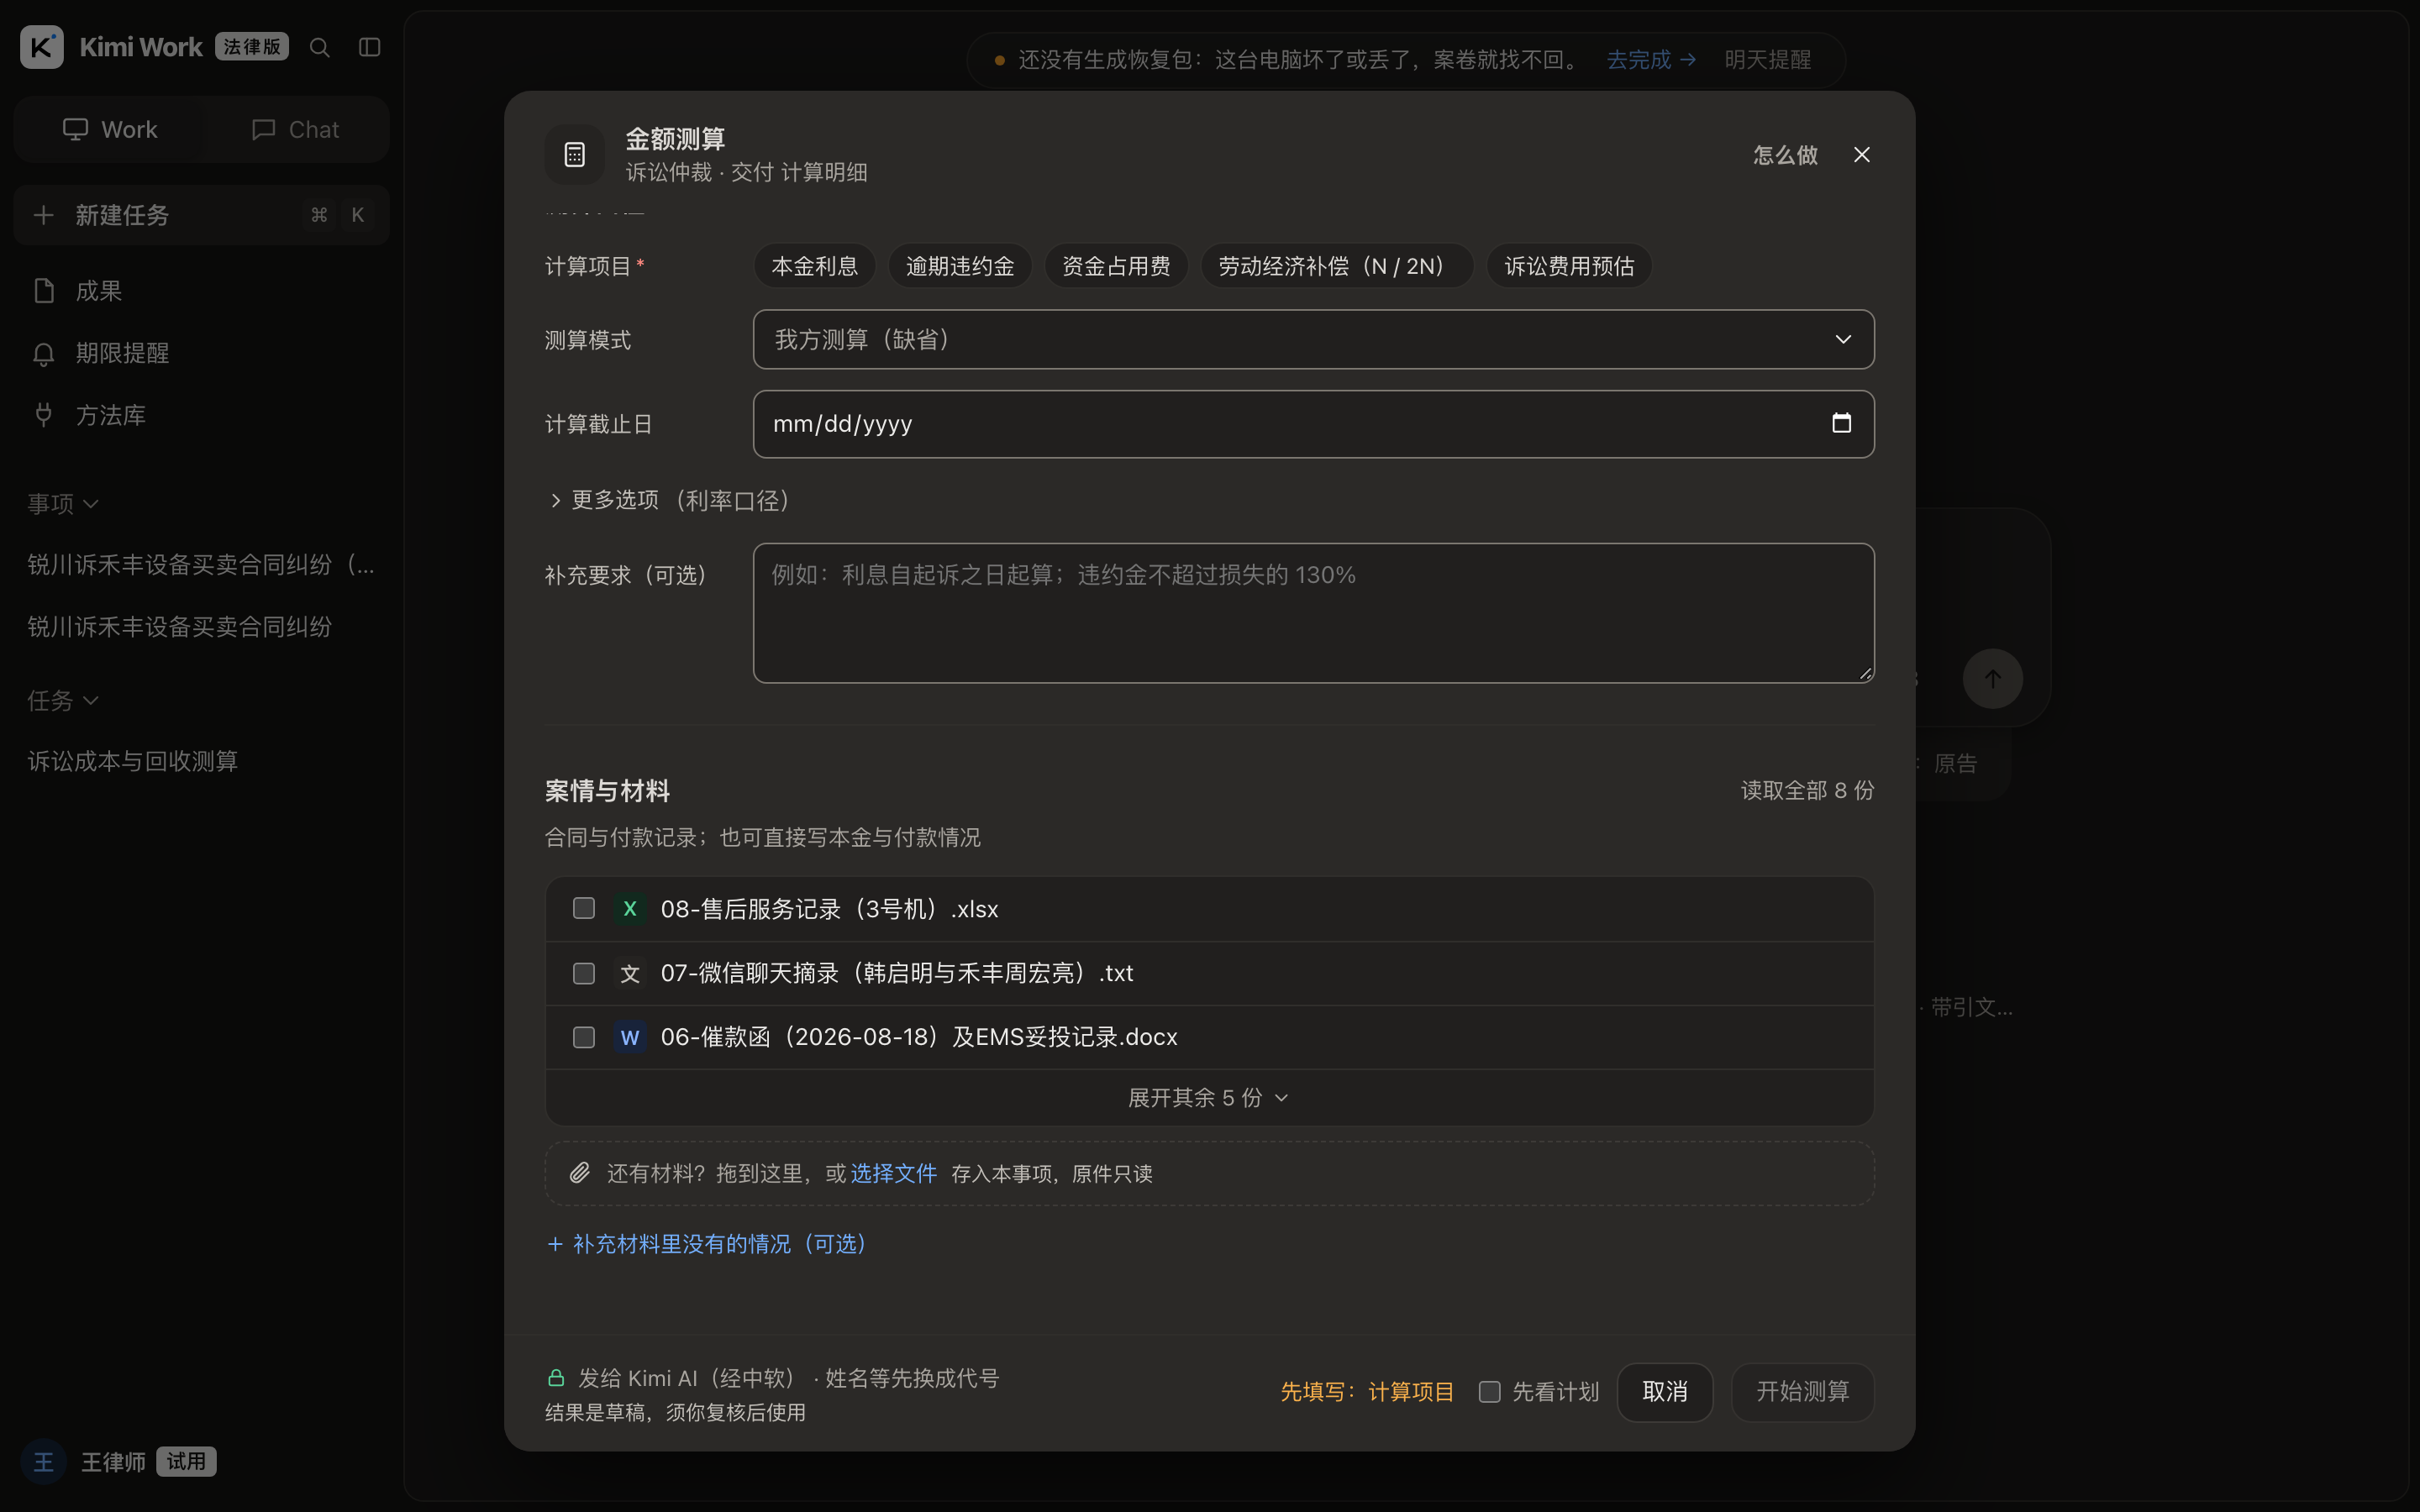 Kimi Work 法律版
Work
Chat
新建任务 ⌘ K
成果
期限提醒
方法库
事项
锐川诉禾丰设备买卖合同纠纷（...
锐川诉禾丰设备买卖合同纠纷
任务
诉讼成本与回收测算
王 王律师 试用
还没有生成恢复包：这台电脑坏了或丢了，案卷就找不回。 去完成 → 明天提醒
金额测算
诉讼仲裁 · 交付 计算明细
怎么做
计算项目*
本金利息 逾期违约金 资金占用费 劳动经济补偿（N / 2N） 诉讼费用预估
测算模式
我方测算（缺省）
计算截止日
mm/dd/yyyy
更多选项 （利率口径）
补充要求（可选）
例如：利息自起诉之日起算；违约金不超过损失的 130%
案情与材料
读取全部 8 份
合同与付款记录；也可直接写本金与付款情况
X 08-售后服务记录（3号机）.xlsx
文 07-微信聊天摘录（韩启明与禾丰周宏亮）.txt
W 06-催款函（2026-08-18）及EMS妥投记录.docx
展开其余 5 份
还有材料？拖到这里，或选择文件 存入本事项，原件只读
+ 补充材料里没有的情况（可选）
发给 Kimi AI（经中软） · 姓名等先换成代号
结果是草稿，须你复核后使用
先填写：计算项目
先看计划
取消
开始测算
：原告
· 带引文...